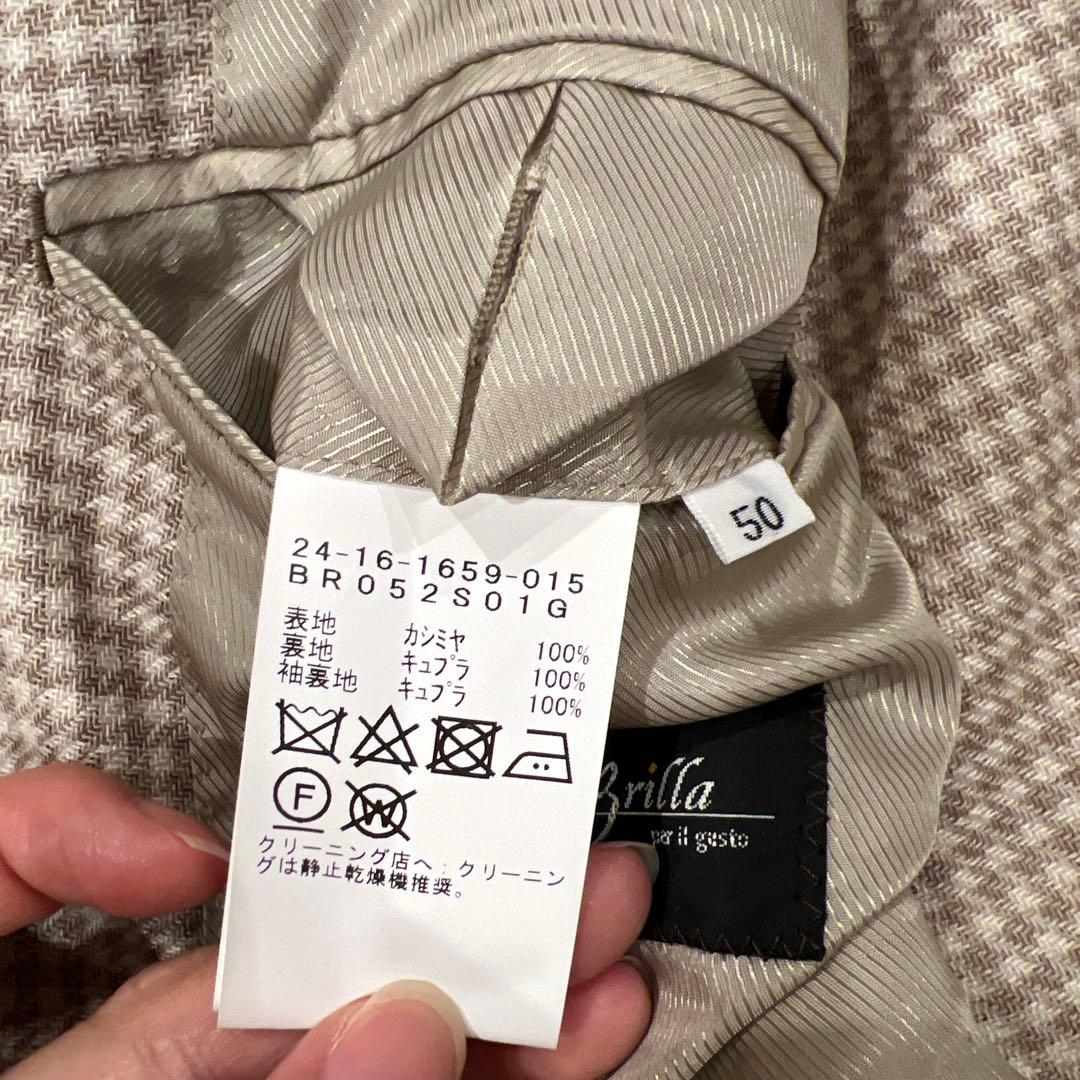 50
24-16-1659-015
BR052S01G
表地 カシミヤ 100%
裏地 キュプラ 100%
袖裏地 キュプラ 100%
F
W
クリーニング店へ:クリーニン
グは静止乾燥機推奨。
Brilla
per il gusto